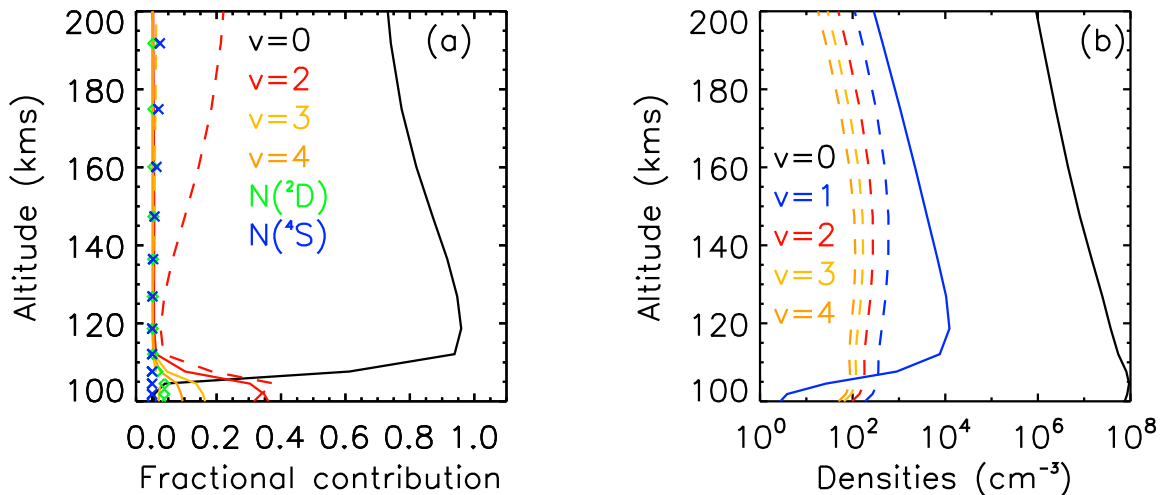 200
180
160
140
120
100
Altitude (kms)
0.0 0.2 0.4 0.6 0.8 1.0
Fractional contribution
(a)
v=0
v=2
v=3
v=4
N(²D)
N(⁴S)
200
180
160
140
120
100
Altitude (kms)
10⁰ 10² 10⁴ 10⁶ 10⁸
Densities (cm⁻³)
(b)
v=0
v=1
v=2
v=3
v=4